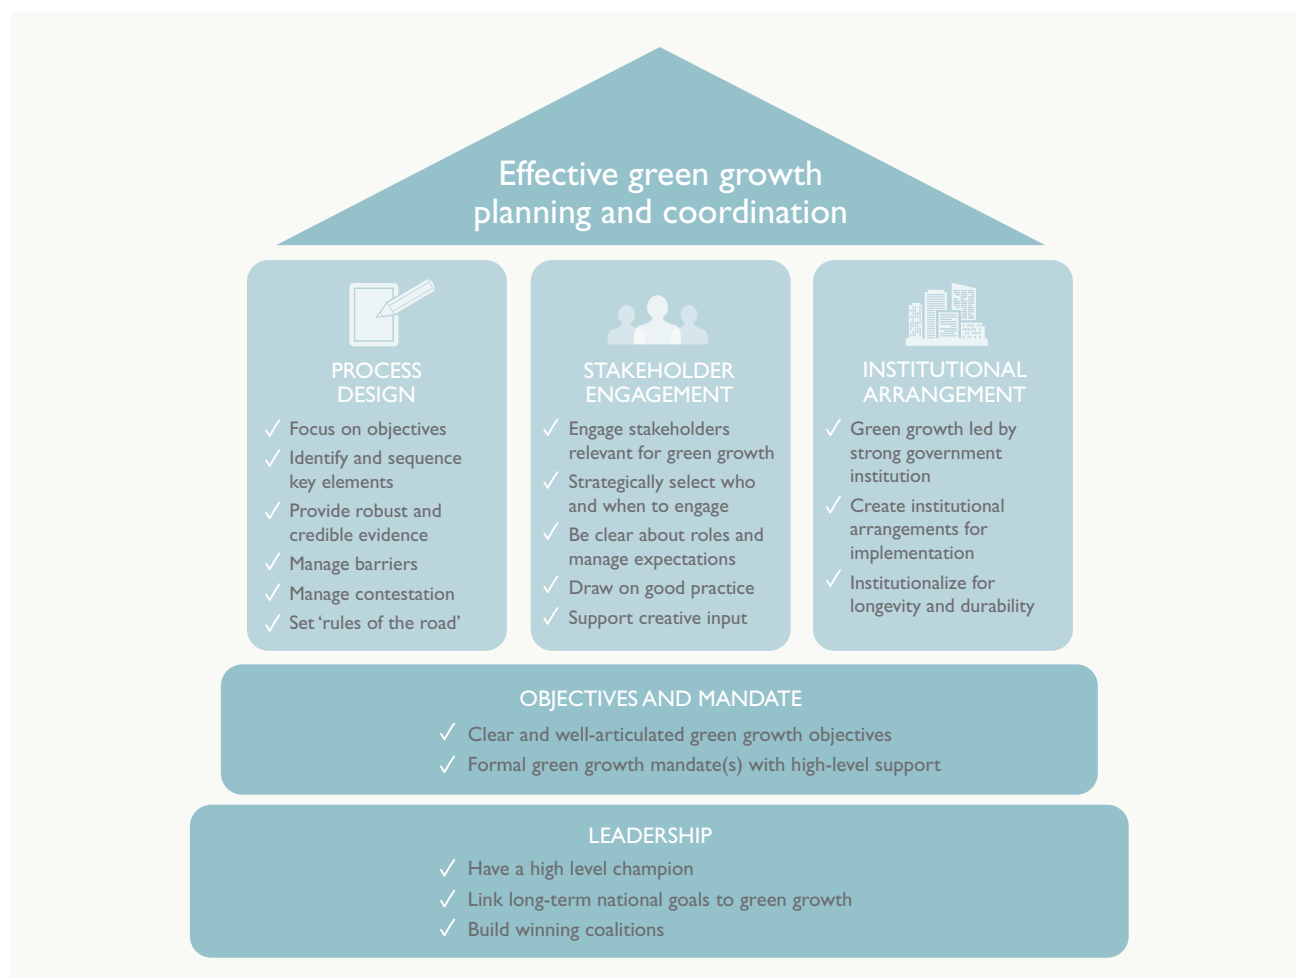 Effective green growth
planning and coordination
PROCESS
DESIGN
✓ Focus on objectives
✓ Identify and sequence
key elements
✓ Provide robust and
credible evidence
✓ Manage barriers
✓ Manage contestation
✓ Set ‘rules of the road’
STAKEHOLDER
ENGAGEMENT
✓ Engage stakeholders
relevant for green growth
✓ Strategically select who
and when to engage
✓ Be clear about roles and
manage expectations
✓ Draw on good practice
✓ Support creative input
INSTITUTIONAL
ARRANGEMENT
✓ Green growth led by
strong government
institution
✓ Create institutional
arrangements for
implementation
✓ Institutionalize for
longevity and durability
OBJECTIVES AND MANDATE
✓ Clear and well-articulated green growth objectives
✓ Formal green growth mandate(s) with high-level support
LEADERSHIP
✓ Have a high level champion
✓ Link long-term national goals to green growth
✓ Build winning coalitions